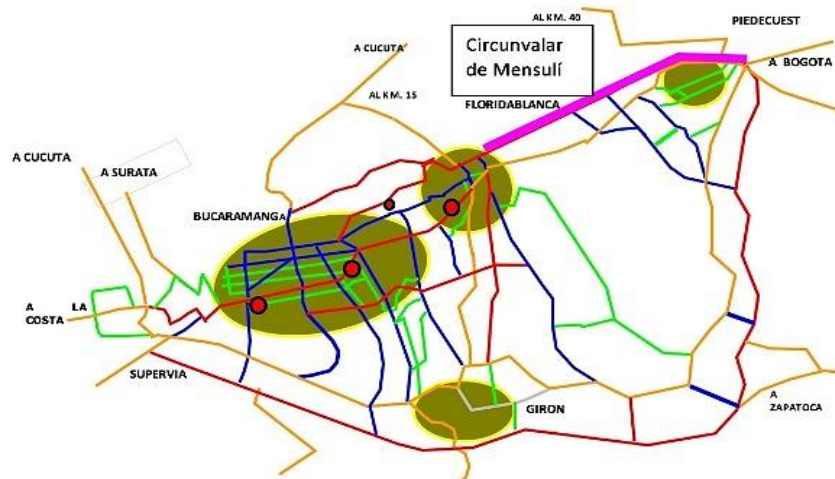 AL KM. 40
PIEDECUEST
A CUCUTA
Circunvalar
de Mensulí
A BOGOTA
AL KM. 15
FLORIDABLANCA
A CUCUTA
A SURATA
BUCARAMANGA
A LA
COSTA
SUPERVIA
GIRON
A
ZAPATOCA